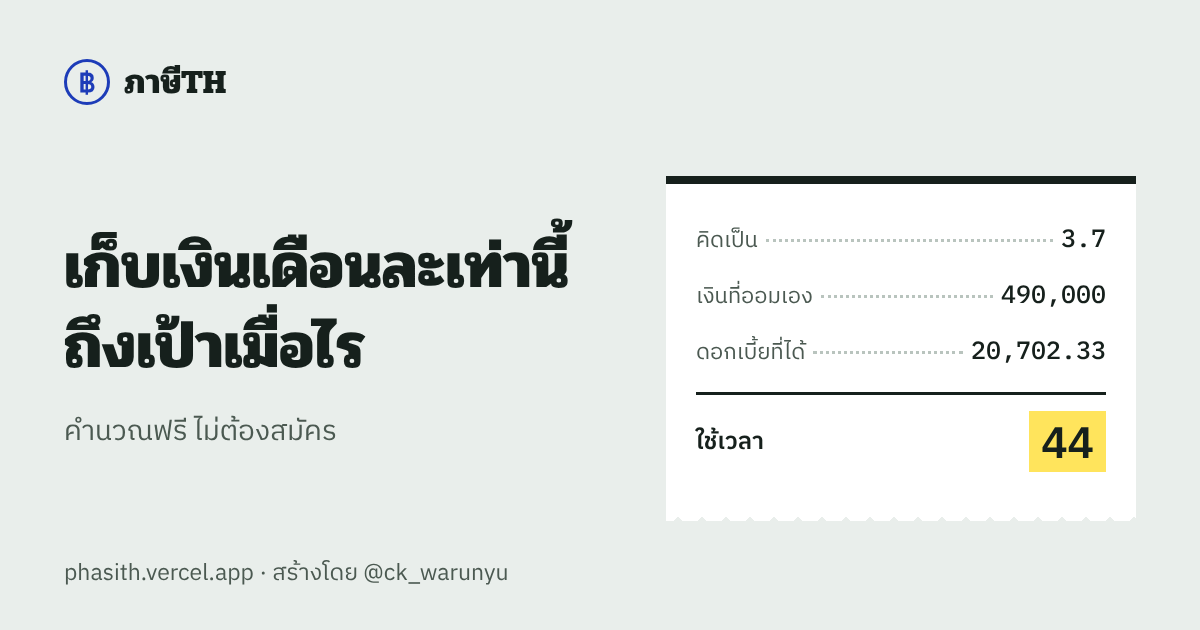 ฿ ภาษีTH
เก็บเงินเดือนละเท่านี้
ถึงเป้าเมื่อไร
คำนวณฟรี ไม่ต้องสมัคร
คิดเป็น 3.7
เงินที่ออมเอง 490,000
ดอกเบี้ยที่ได้ 20,702.33
ใช้เวลา 44
phasith.vercel.app · สร้างโดย @ck_warunyu